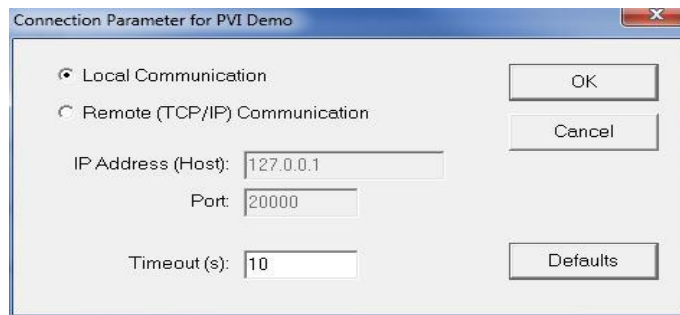 Connection Parameter for PVI Demo
Local Communication
Remote (TCP/IP) Communication
IP Address (Host): 127.0.0.1
Port: 20000
Timeout (s): 10
OK
Cancel
Defaults